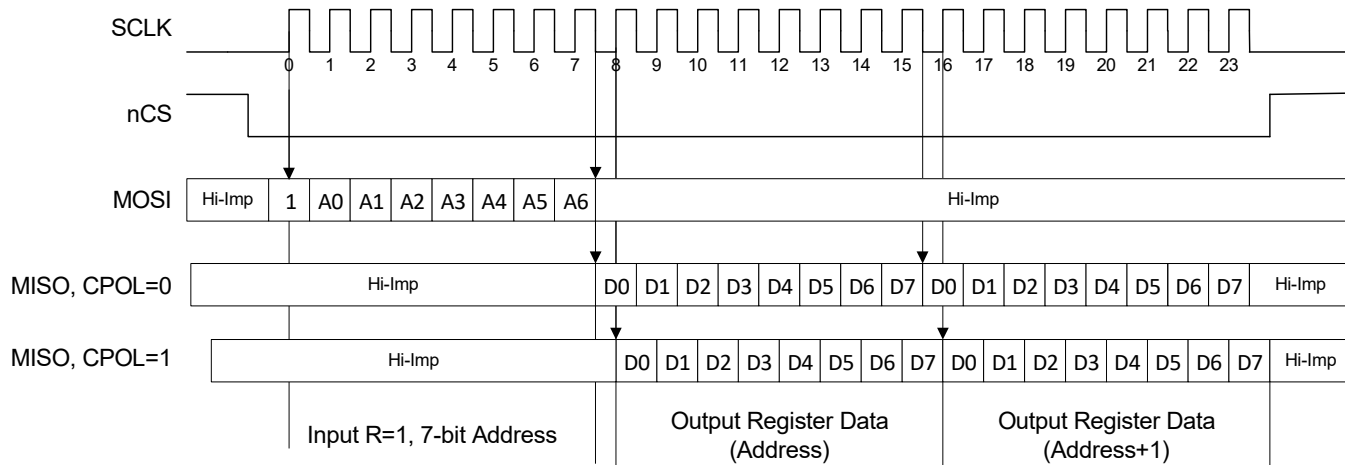 SCLK
0 1 2 3 4 5 6 7 8 9 10 11 12 13 14 15 16 17 18 19 20 21 22 23
nCS
MOSI Hi-Imp 1 A0 A1 A2 A3 A4 A5 A6 Hi-Imp
MISO, CPOL=0 Hi-Imp D0 D1 D2 D3 D4 D5 D6 D7 D0 D1 D2 D3 D4 D5 D6 D7 Hi-Imp
MISO, CPOL=1 Hi-Imp D0 D1 D2 D3 D4 D5 D6 D7 D0 D1 D2 D3 D4 D5 D6 D7 Hi-Imp
Input R=1, 7-bit Address
Output Register Data
(Address)
Output Register Data
(Address+1)